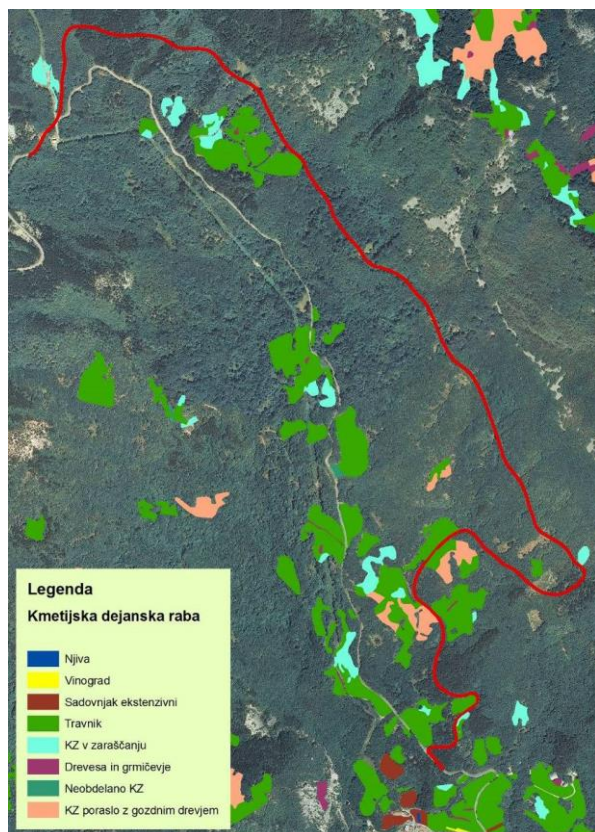 Legenda
Kmetijska dejanska raba
Njiva
Vinograd
Sadovnjak ekstenzivni
Travnik
KZ v zaraščanju
Drevesa in grmičevje
Neobdelano KZ
KZ poraslo z gozdnim drevjem